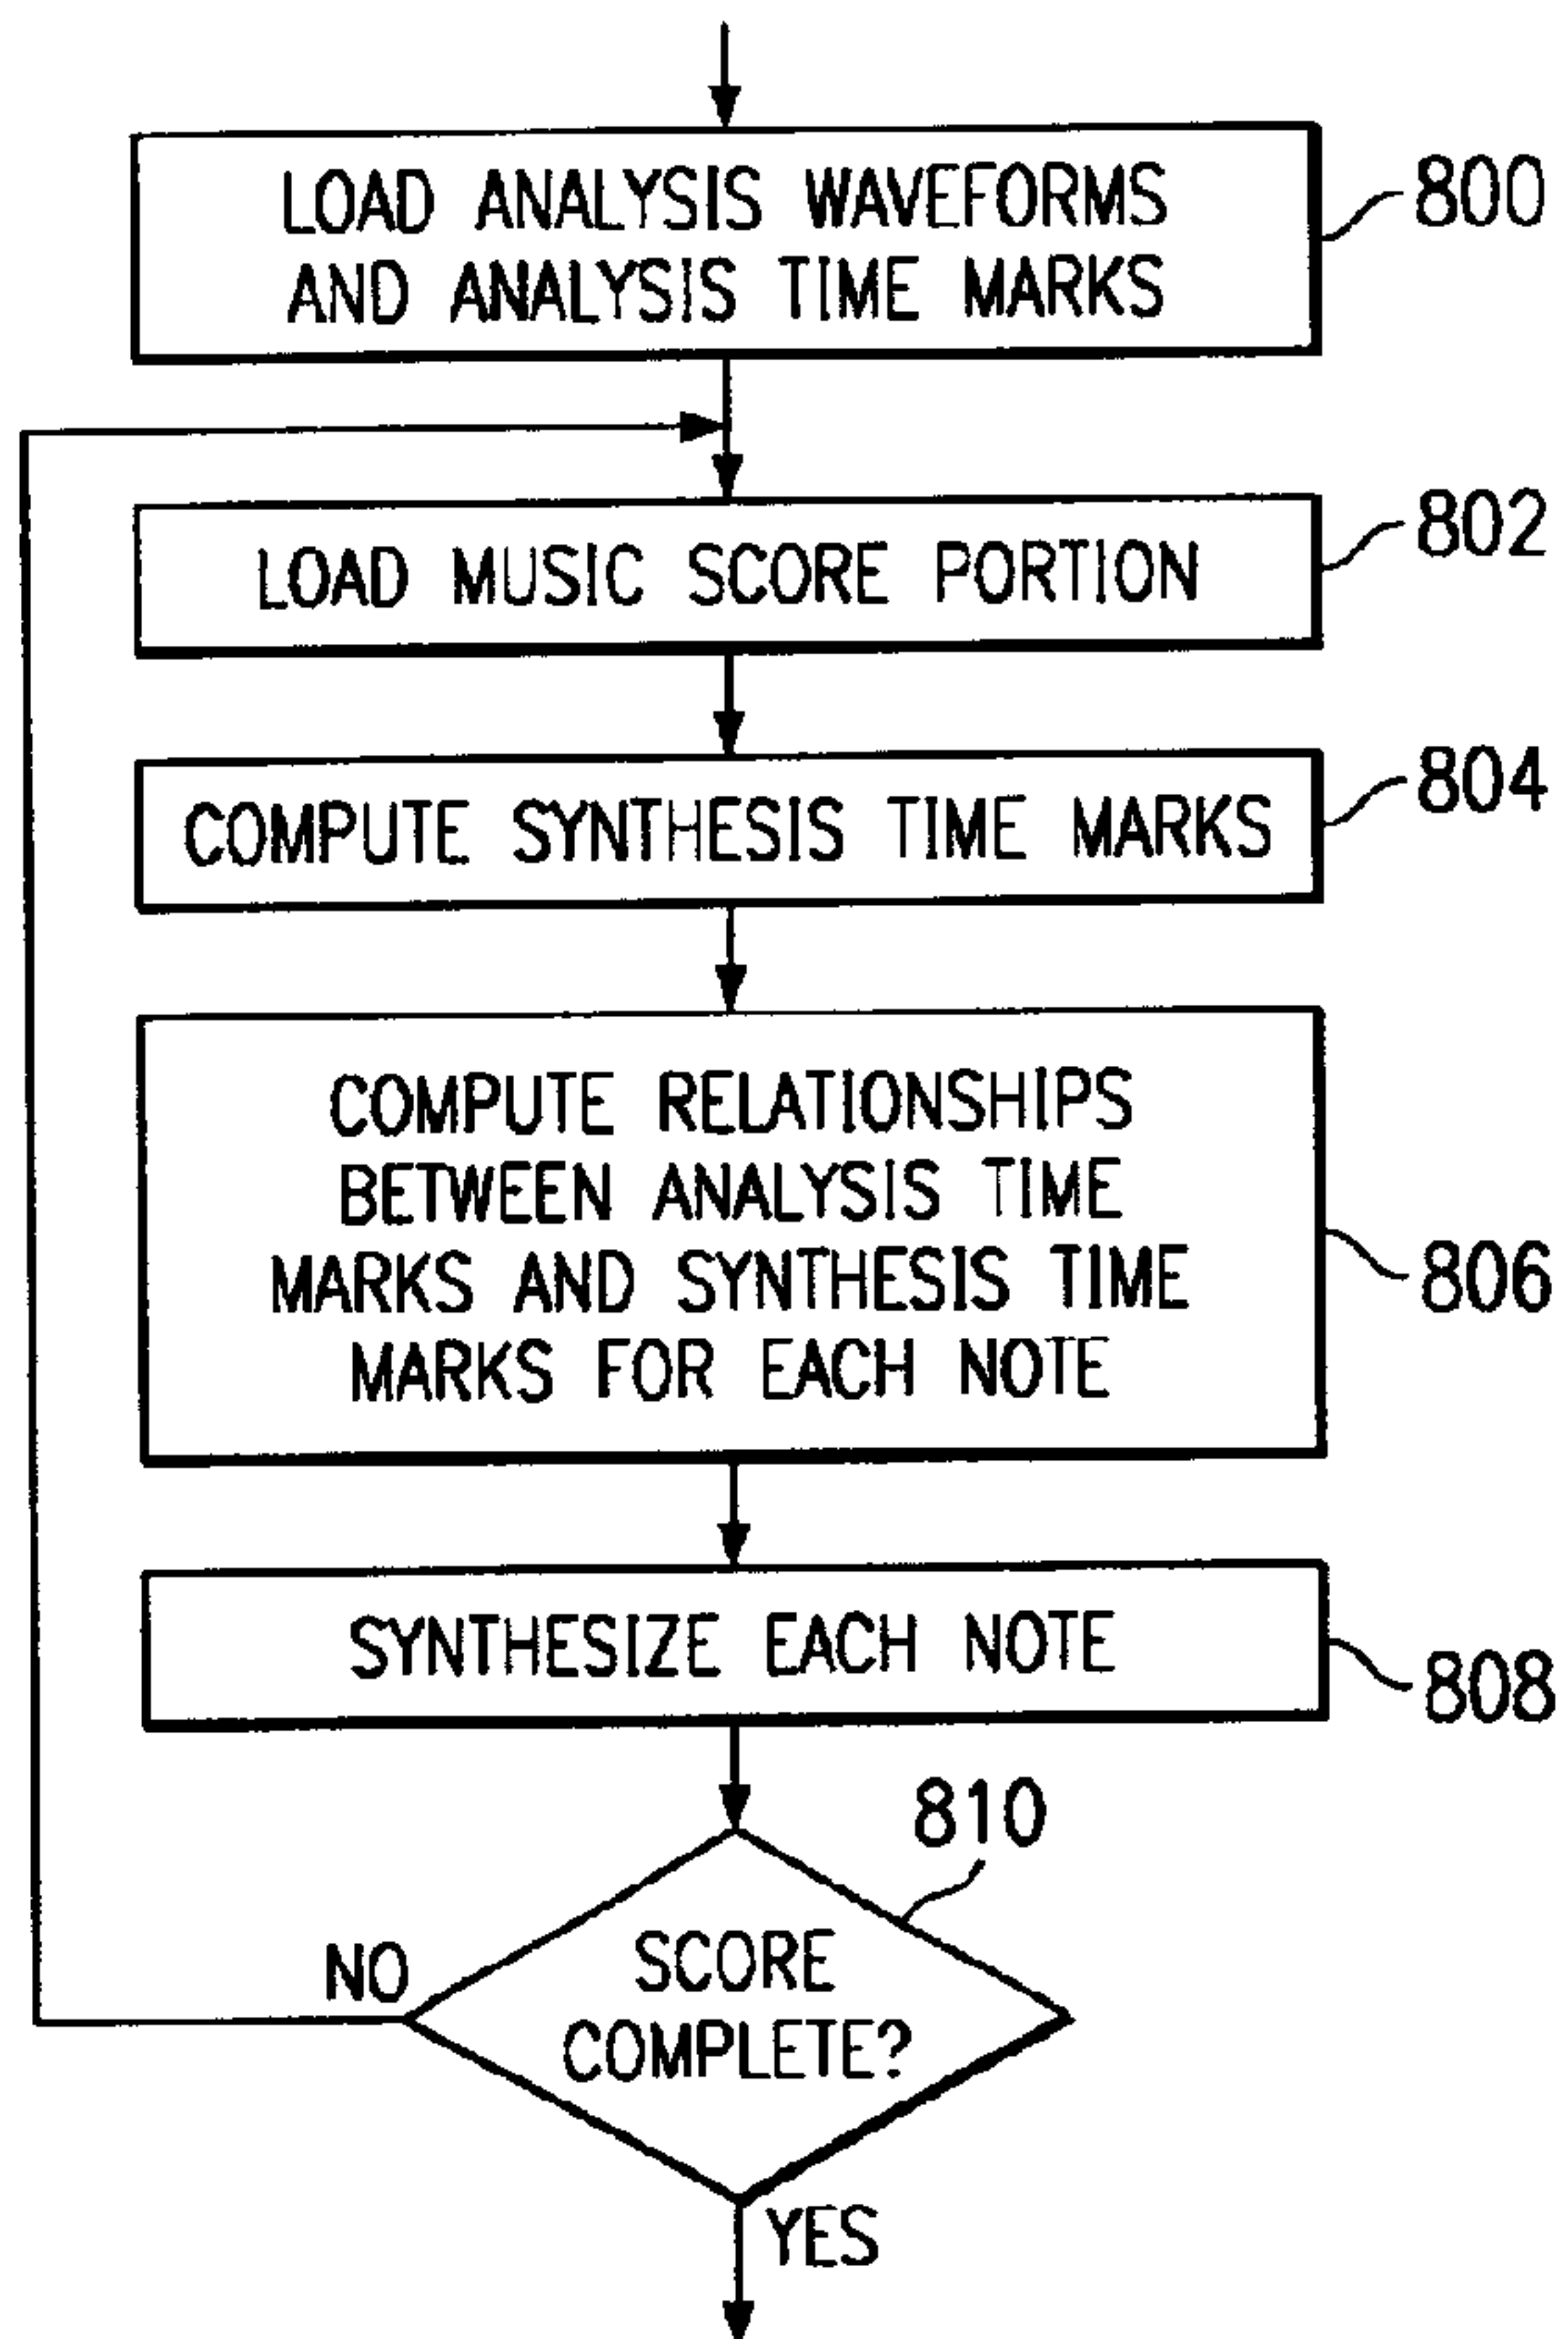 LOAD ANALYSIS WAVEFORMS
AND ANALYSIS TIME MARKS
800
LOAD MUSIC SCORE PORTION
802
COMPUTE SYNTHESIS TIME MARKS
804
COMPUTE RELATIONSHIPS
BETWEEN ANALYSIS TIME
MARKS AND SYNTHESIS TIME
MARKS FOR EACH NOTE
806
SYNTHESIZE EACH NOTE
808
810
SCORE
COMPLETE?
NO
YES